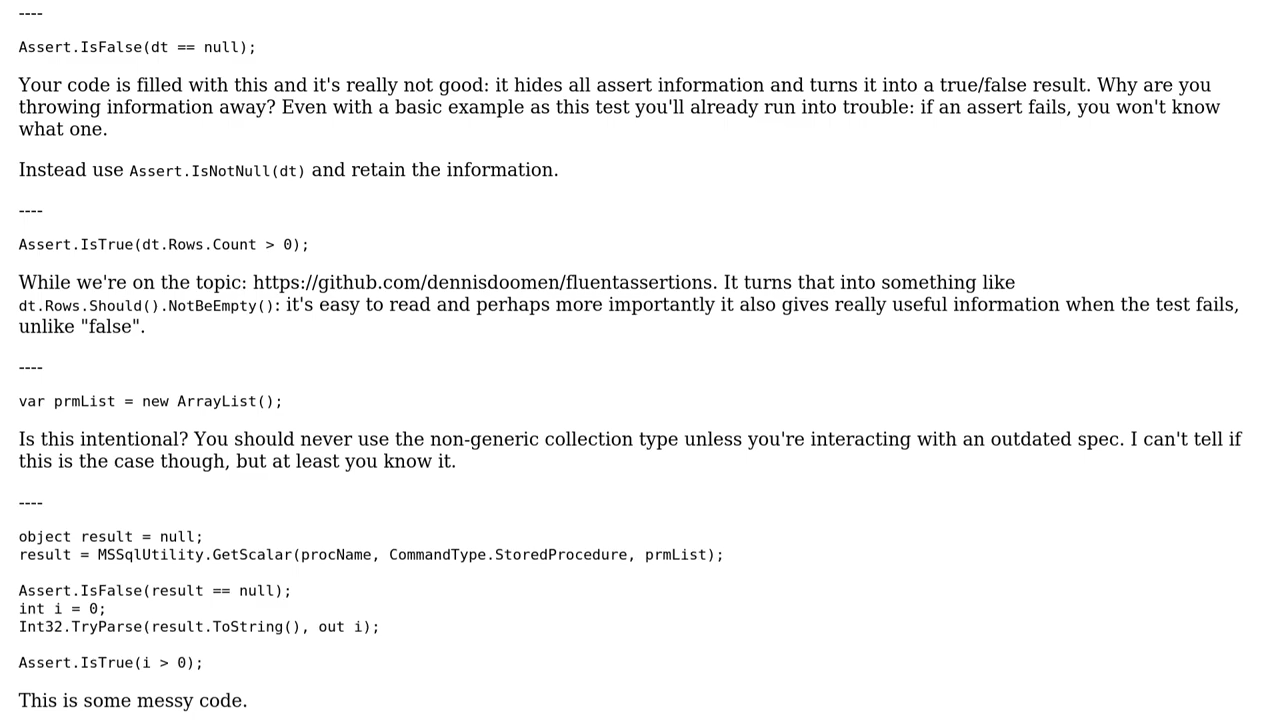 ----
Assert.IsFalse(dt == null);
Your code is filled with this and it's really not good: it hides all assert information and turns it into a true/false result. Why are you
throwing information away? Even with a basic example as this test you'll already run into trouble: if an assert fails, you won't know
what one.
Instead use Assert.IsNotNull(dt) and retain the information.
----
Assert.IsTrue(dt.Rows.Count > 0);
While we're on the topic: https://github.com/dennisdoomen/fluentassertions. It turns that into something like
dt.Rows.Should().NotBeEmpty(): it's easy to read and perhaps more importantly it also gives really useful information when the test fails,
unlike "false".
----
var prmList = new ArrayList();
Is this intentional? You should never use the non-generic collection type unless you're interacting with an outdated spec. I can't tell if
this is the case though, but at least you know it.
----
object result = null;
result = MSSqlUtility.GetScalar(procName, CommandType.StoredProcedure, prmList);
Assert.IsFalse(result == null);
int i = 0;
Int32.TryParse(result.ToString(), out i);
Assert.IsTrue(i > 0);
This is some messy code.